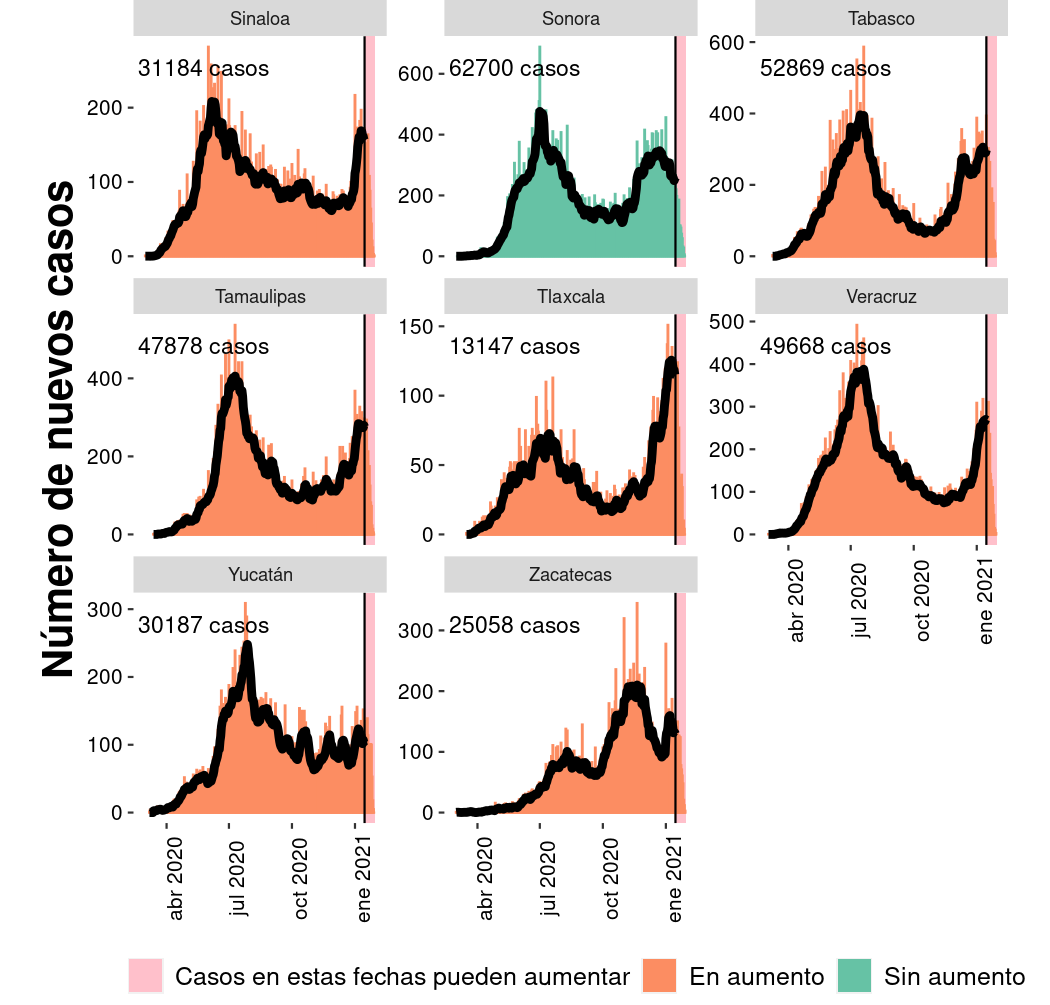 Número de nuevos casos
Sinaloa
31184 casos
200
100
0
Sonora
62700 casos
600
400
200
0
Tabasco
52869 casos
600
400
200
0
Tamaulipas
47878 casos
400
200
0
Tlaxcala
13147 casos
150
100
50
0
Veracruz
49668 casos
500
400
300
200
100
0
abr 2020
jul 2020
oct 2020
ene 2021
Yucatán
30187 casos
300
200
100
0
abr 2020
jul 2020
oct 2020
ene 2021
Zacatecas
25058 casos
300
200
100
0
abr 2020
jul 2020
oct 2020
ene 2021
Casos en estas fechas pueden aumentar
En aumento
Sin aumento